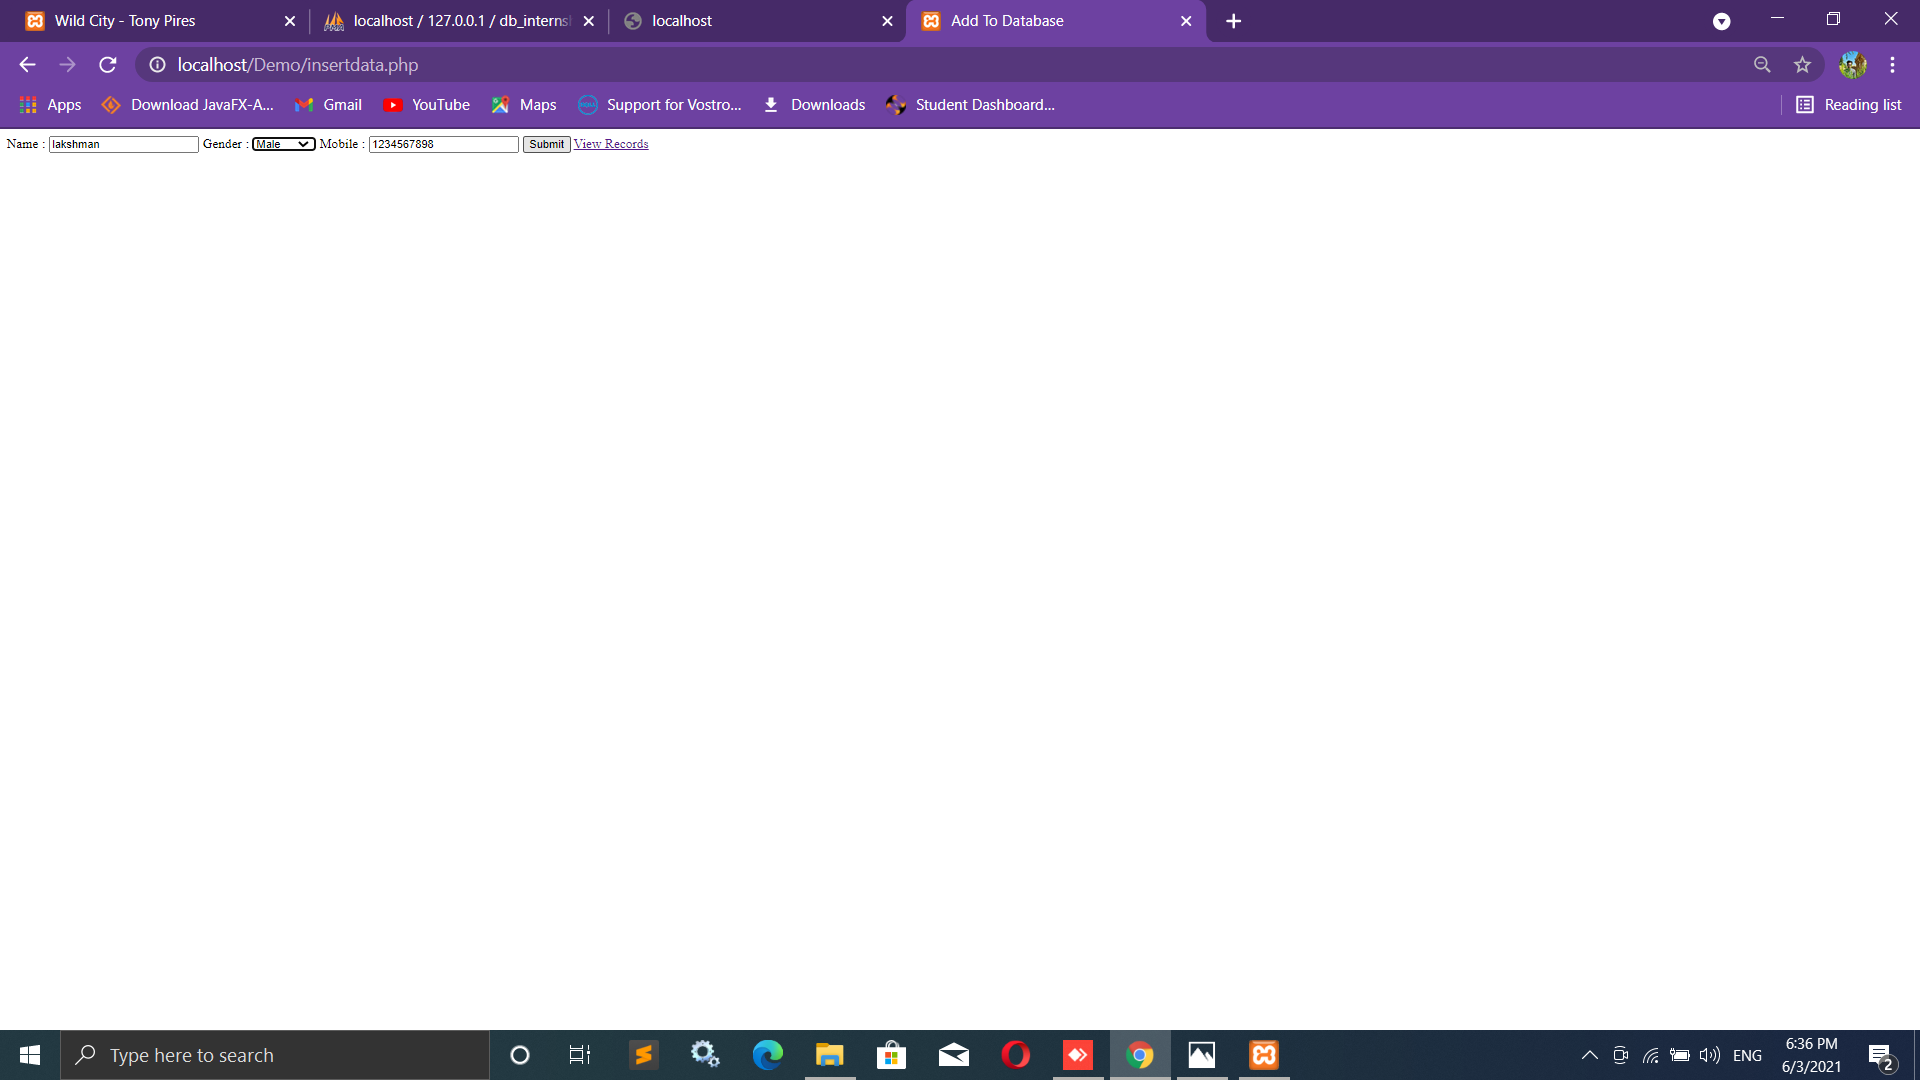 Wild City - Tony Pires
localhost / 127.0.0.1 / db_interns
localhost
Add To Database
localhost/Demo/insertdata.php
Apps
Download JavaFX-A...
Gmail
YouTube
Maps
Support for Vostro...
Downloads
Student Dashboard...
Reading list
Name : lakshman Gender : Male Mobile : 1234567898 Submit View Records
Type here to search
ENG
6:36 PM
6/3/2021
2